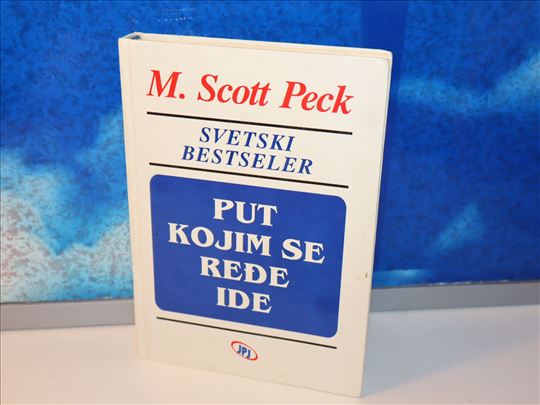 M. Scott Peck
SVETSKI
BESTSELER
PUT
KOJIM SE
REĐE
IDE
JPJ